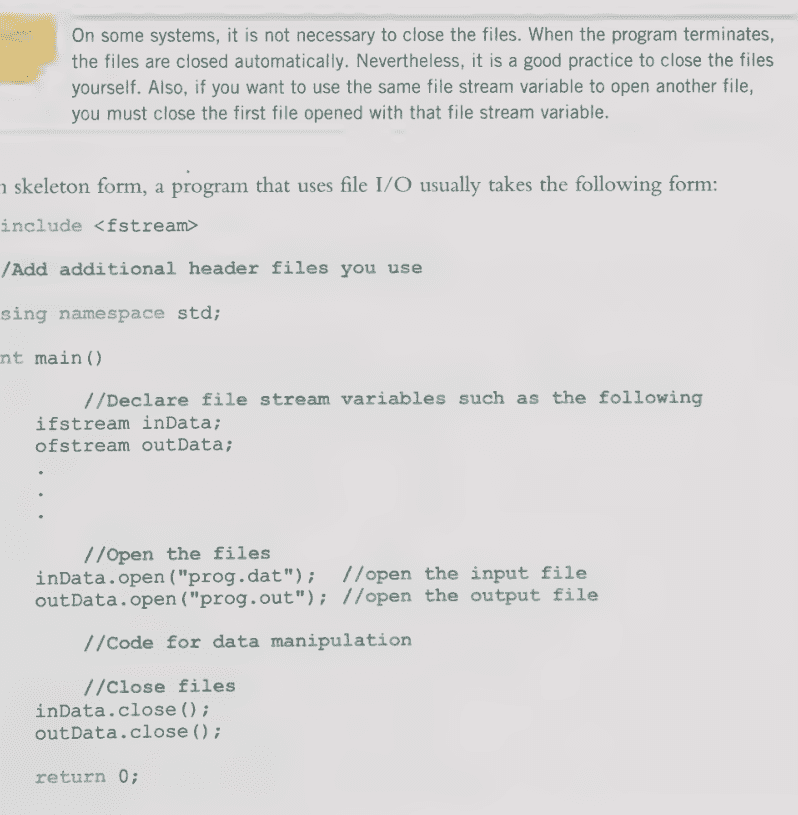 On some systems, it is not necessary to close the files. When the program terminates,
the files are closed automatically. Nevertheless, it is a good practice to close the files
yourself. Also, if you want to use the same file stream variable to open another file,
you must close the first file opened with that file stream variable.
n skeleton form, a program that uses file I/O usually takes the following form:
include <fstream>
/Add additional header files you use
sing namespace std;
nt main()
//Declare file stream variables such as the following
ifstream inData;
ofstream outData;
.
.
.
//Open the files
inData.open("prog.dat"); //open the input file
outData.open("prog.out"); //open the output file
//Code for data manipulation
//Close files
inData.close();
outData.close();
return 0;